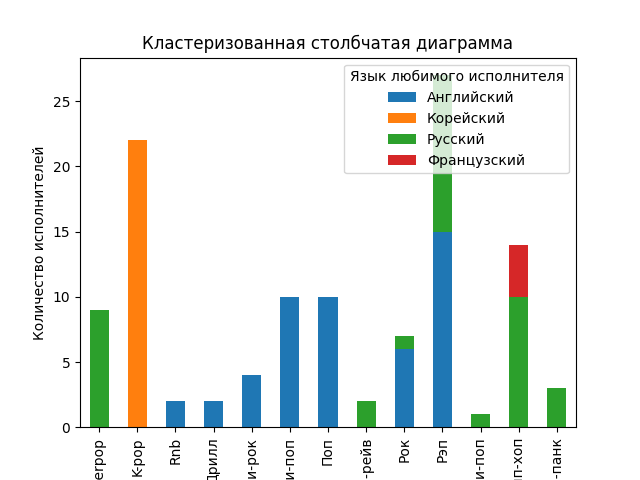 Кластеризованная столбчатая диаграмма
Язык любимого исполнителя
Английский
Корейский
Русский
Французский
Количество исполнителей
25
20
15
10
5
0
erpop
K-pop
Rnb
Дрилл
и-рок
и-поп
Поп
-рейв
Рок
Рэп
и-поп
п-хоп
-панк